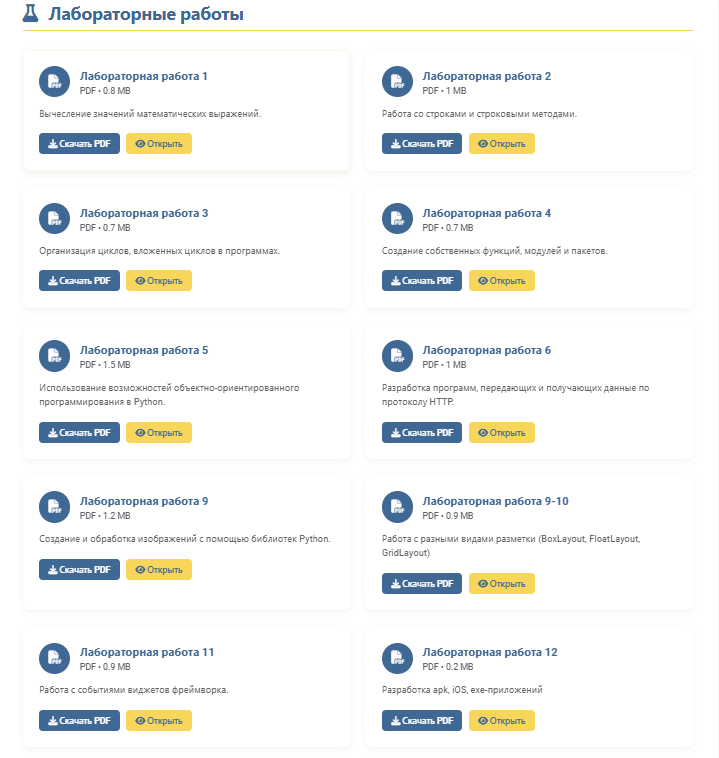 Лабораторные работы
Лабораторная работа 1
PDF • 0.8 MB
Вычесление значений математических выражений.
Скачать PDF
Открыть
Лабораторная работа 2
PDF • 1 MB
Работа со строками и строковыми методами.
Скачать PDF
Открыть
Лабораторная работа 3
PDF • 0.7 MB
Организация циклов, вложенных циклов в программах.
Скачать PDF
Открыть
Лабораторная работа 4
PDF • 0.7 MB
Создание собственных функций, модулей и пакетов.
Скачать PDF
Открыть
Лабораторная работа 5
PDF • 1.5 MB
Использование возможностей объектно-ориентированного
программирования в Python.
Скачать PDF
Открыть
Лабораторная работа 6
PDF • 1 MB
Разработка программ, передающих и получающих данные по
протоколу HTTP.
Скачать PDF
Открыть
Лабораторная работа 9
PDF • 1.2 MB
Создание и обработка изображений с помощью библиотек Python.
Скачать PDF
Открыть
Лабораторная работа 9-10
PDF • 0.9 MB
Работа с разными видами разметки (BoxLayout, FloatLayout,
GridLayout)
Скачать PDF
Открыть
Лабораторная работа 11
PDF • 0.9 MB
Работа с событиями виджетов фреймворка.
Скачать PDF
Открыть
Лабораторная работа 12
PDF • 0.2 MB
Разработка apk, iOS, exe-приложений
Скачать PDF
Открыть